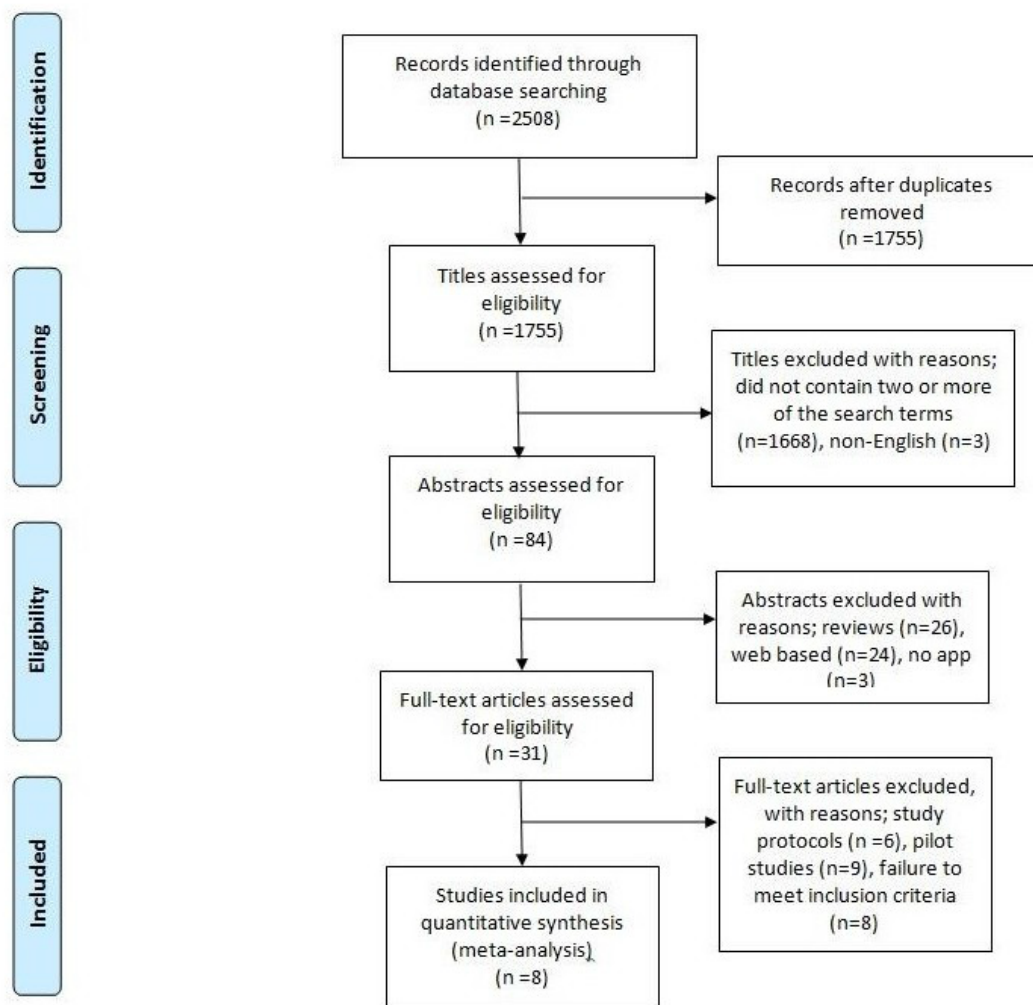 Identification
Records identified through
database searching
(n =2508)
Records after duplicates
removed
(n =1755)
Screening
Titles assessed for
eligibility
(n =1755)
Titles excluded with reasons;
did not contain two or more
of the search terms
(n=1668), non-English (n=3)
Abstracts assessed for
eligibility
(n =84)
Eligibility
Abstracts excluded with
reasons; reviews (n=26),
web based (n=24), no app
(n=3)
Full-text articles assessed
for eligibility
(n =31)
Included
Full-text articles excluded,
with reasons; study
protocols (n =6), pilot
studies (n=9), failure to
meet inclusion criteria
(n=8)
Studies included in
quantitative synthesis
(meta-analysis)
(n =8)